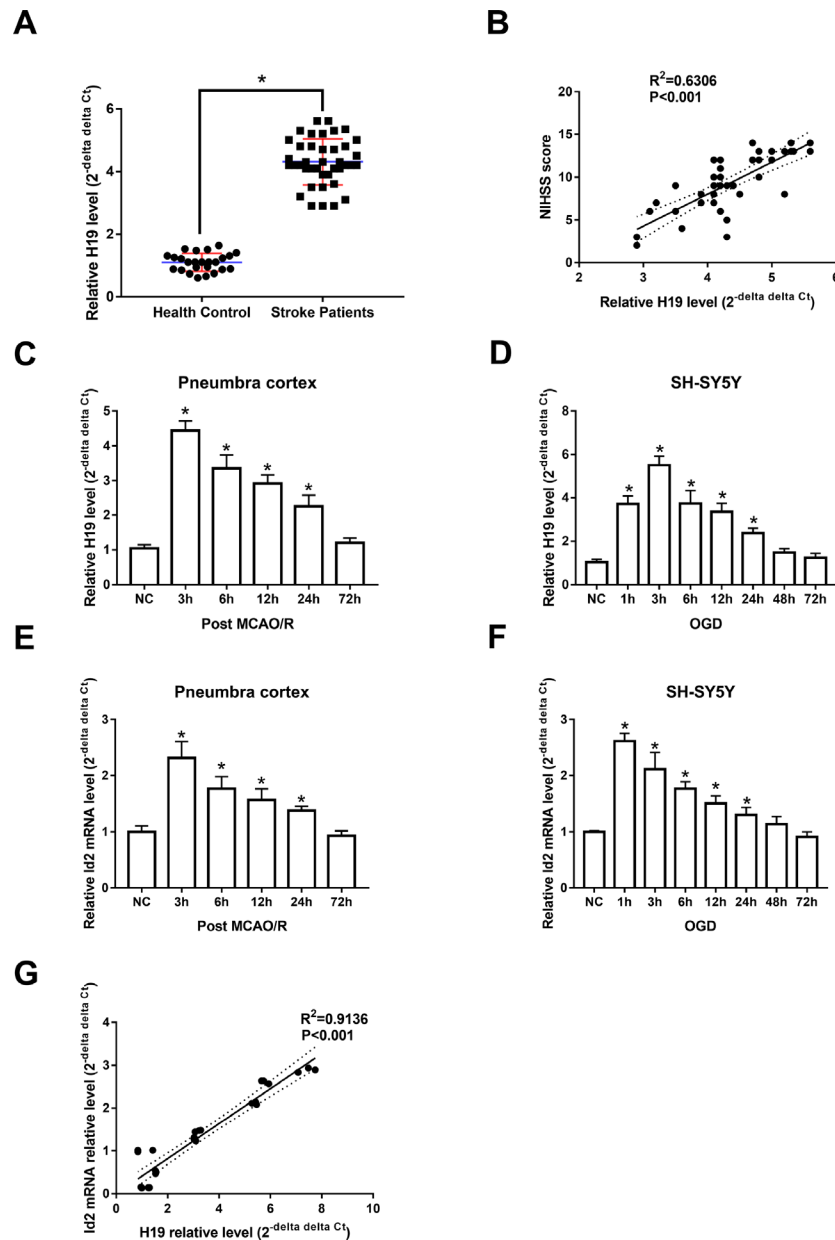 A
B
*
R²=0.6306
P<0.001
Relative H19 level (2^-delta delta Ct)
6
4
2
0
Health Control
Stroke Patients
NIHSS score
20
15
10
5
0
2
3
4
5
6
Relative H19 level (2^-delta delta Ct)
C
D
Pneumbra cortex
SH-SY5Y
Relative H19 level (2^-delta delta Ct)
5
4
3
2
1
0
*
*
*
*
NC
3h
6h
12h
24h
72h
Post MCAO/R
Relative H19 level (2^-delta delta Ct)
8
6
4
2
0
*
*
*
*
*
NC
1h
3h
6h
12h
24h
48h
72h
OGD
E
F
Pneumbra cortex
SH-SY5Y
Relative Id2 mRNA level (2^-delta delta Ct)
3
2
1
0
*
*
*
*
NC
3h
6h
12h
24h
72h
Post MCAO/R
Relative Id2 mRNA level (2^-delta delta Ct)
3
2
1
0
*
*
*
*
*
NC
1h
3h
6h
12h
24h
48h
72h
OGD
G
R²=0.9136
P<0.001
Id2 mRNA relative level (2^-delta delta Ct)
4
3
2
1
0
0
2
4
6
8
10
H19 relative level (2^-delta delta Ct)